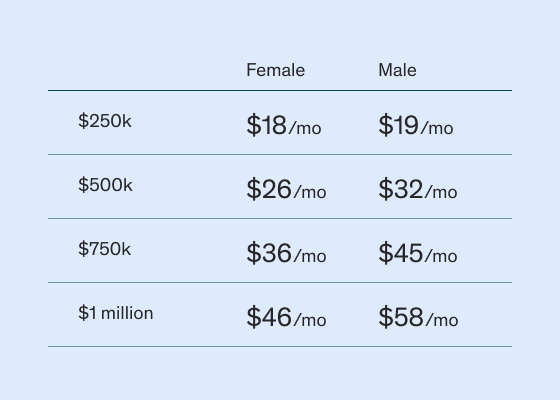 Female Male
$250k $18/mo $19/mo
$500k $26/mo $32/mo
$750k $36/mo $45/mo
$1 million $46/mo $58/mo